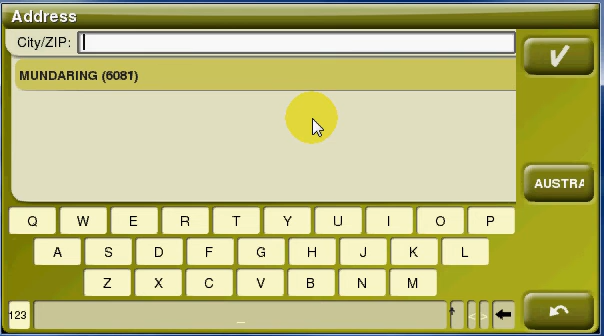 Address
City/ZIP:
MUNDARING (6081)
AUSTRA
Q W E R T Y U I O P
A S D F G H J K L
Z X C V B N M
123 _ < >